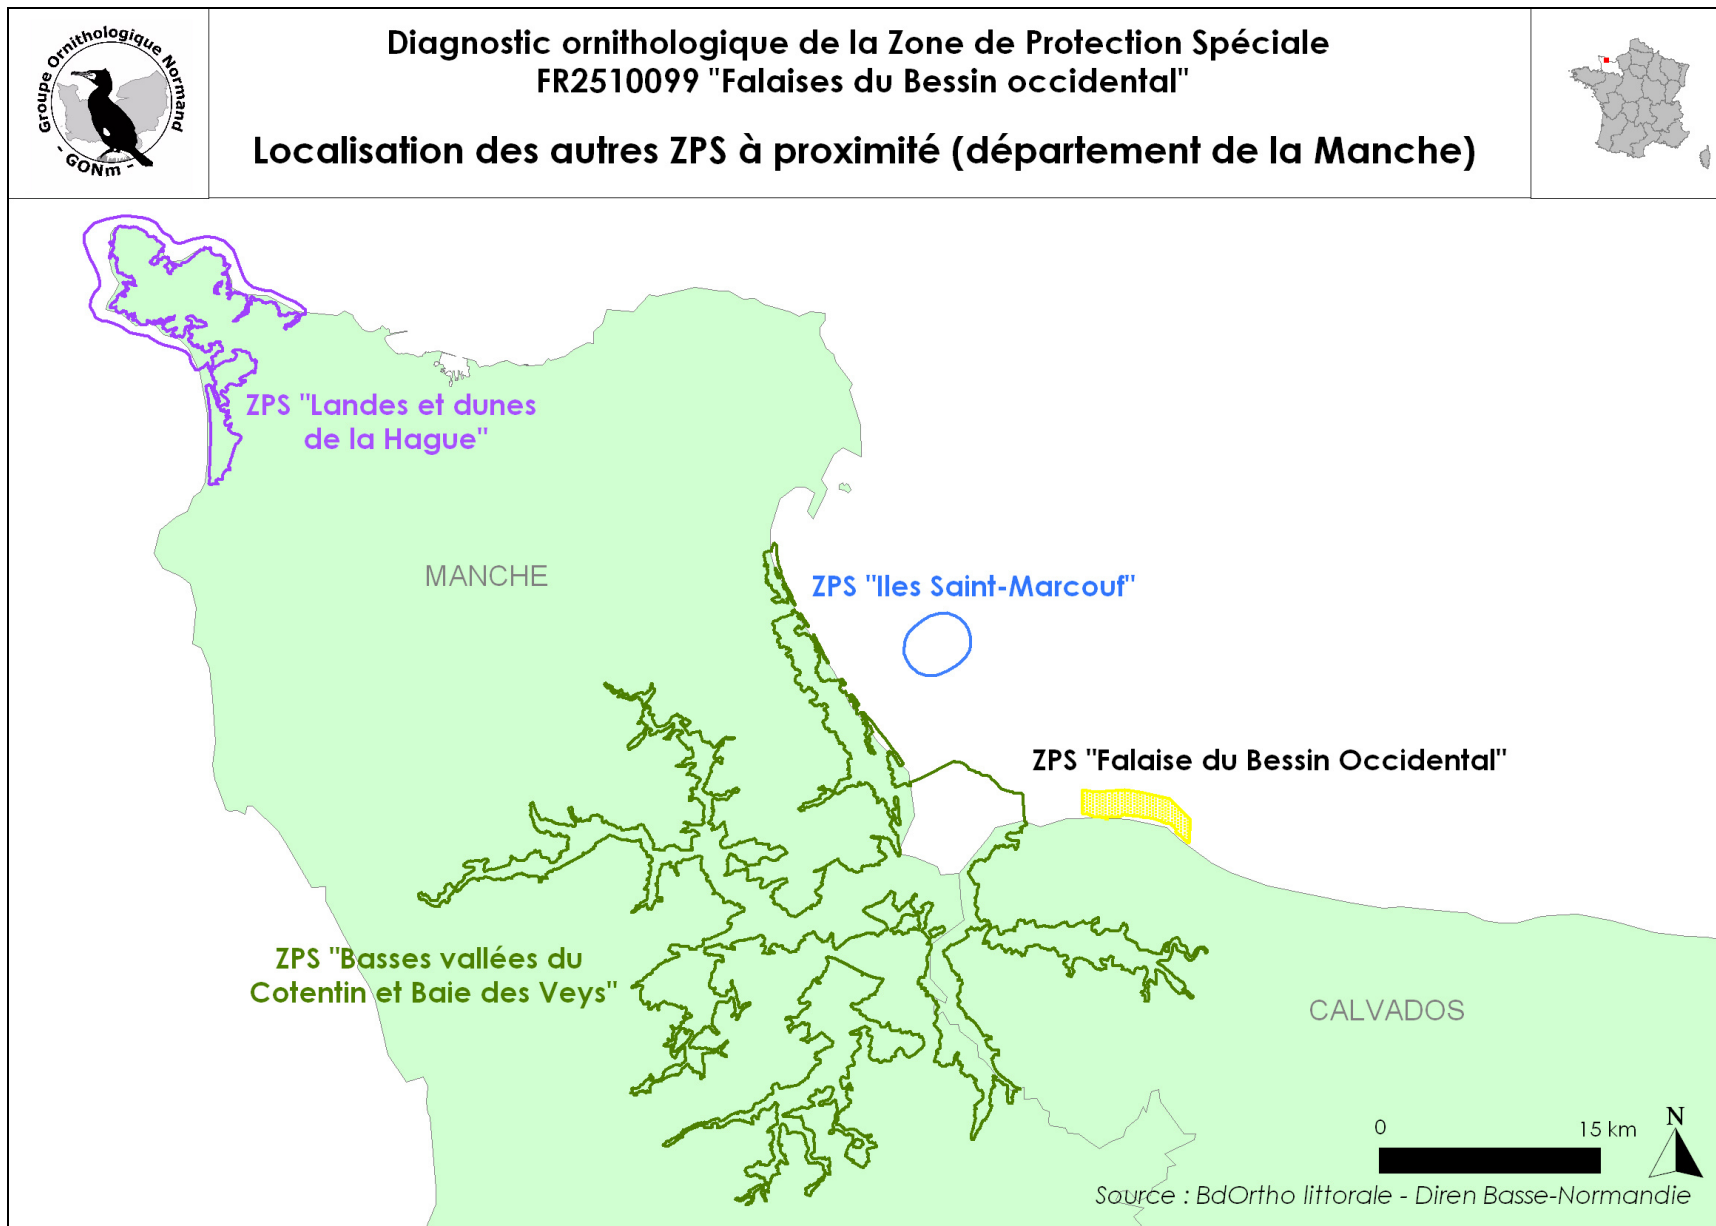 Groupe Ornithologique Normand
- GONm -
Diagnostic ornithologique de la Zone de Protection Spéciale
FR2510099 "Falaises du Bessin occidental"
Localisation des autres ZPS à proximité (département de la Manche)
ZPS "Landes et dunes
de la Hague"
MANCHE
ZPS "Iles Saint-Marcouf"
ZPS "Falaise du Bessin Occidental"
ZPS "Basses vallées du
Cotentin et Baie des Veys"
CALVADOS
0 15 km
N
Source : BdOrtho littorale - Diren Basse-Normandie